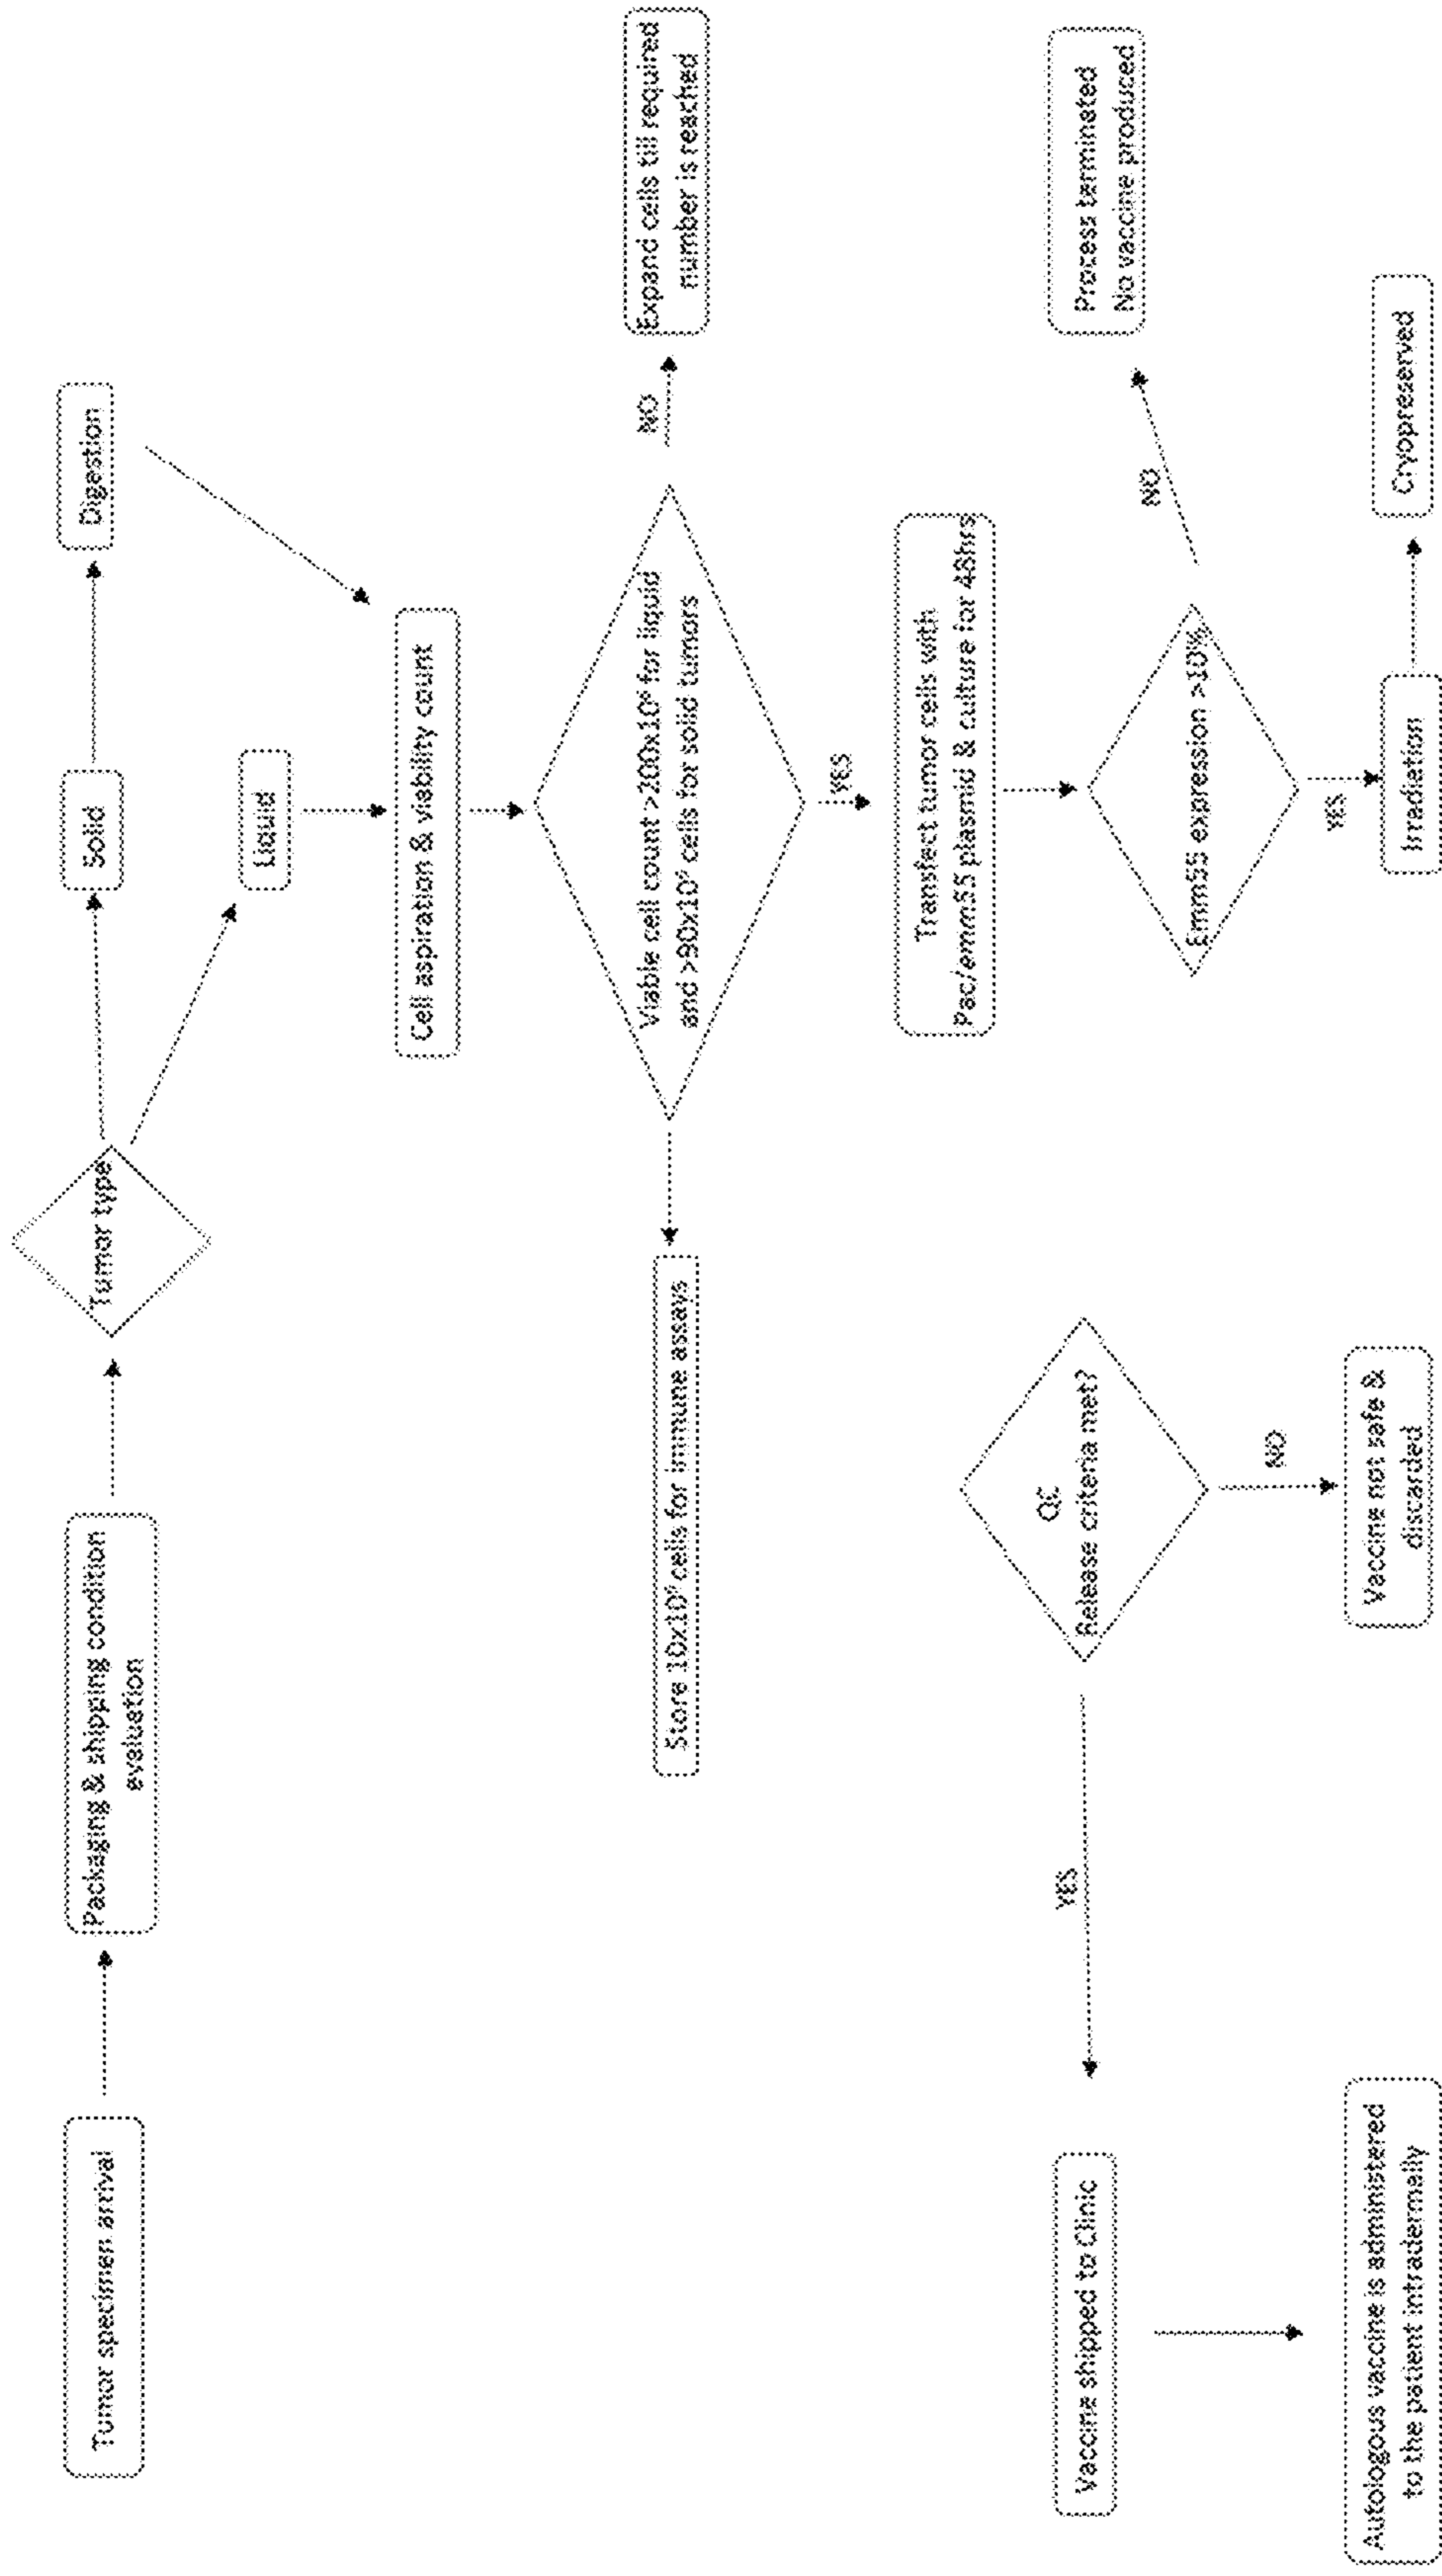 Tumor specimen arrival
Packaging & shipping condition
evaluation
Tumor type
Solid
Digestion
Liquid
Cell aspiration & viability count
Viable cell count >200x10⁶ for liquid
and >90x10⁶ cells for solid tumors
NO
Expand cells till required
number is reached
Store 10x10⁶ cells for immune assays
YES
Transfect tumor cells with
Pac/emm55 plasmid & culture for 48hrs
Emm55 expression >10%
NO
Process terminated
No vaccine produced
YES
Irradiation
Cryopreserved
QC
Release criteria met?
NO
Vaccine not safe &
discarded
YES
Vaccine shipped to Clinic
Autologous vaccine is administered
to the patient intradermally